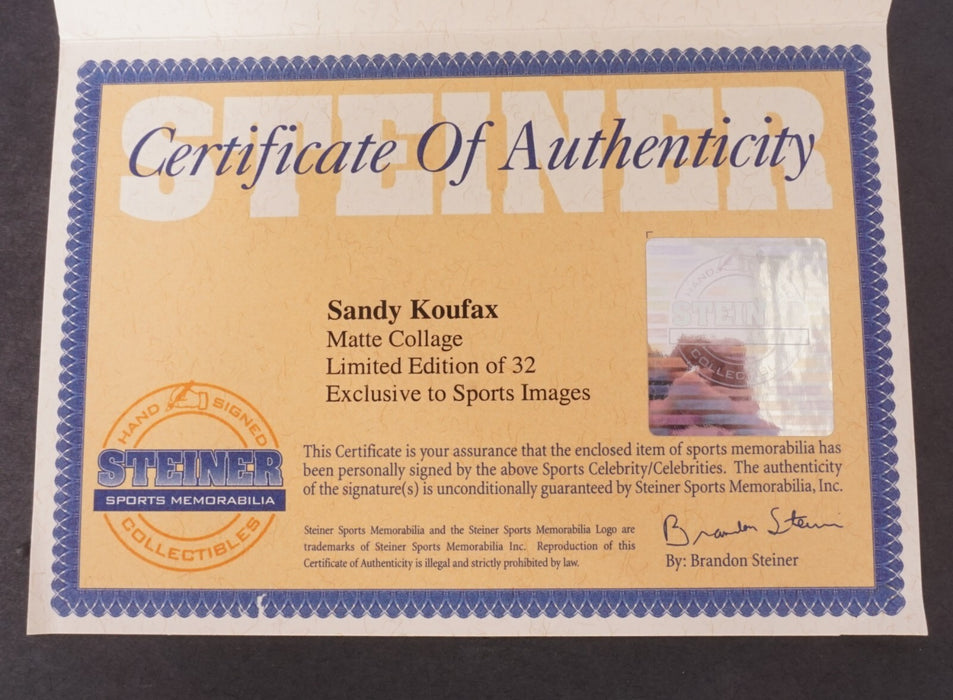 STEINER
Certificate Of Authenticity
Sandy Koufax
Matte Collage
Limited Edition of 32
Exclusive to Sports Images
HAND SIGNED
STEINER
SPORTS MEMORABILIA
COLLECTIBLES
HAND
STEINER
This Certificate is your assurance that the enclosed item of sports memorabilia has
been personally signed by the above Sports Celebrity/Celebrities. The authenticity
of the signature(s) is unconditionally guaranteed by Steiner Sports Memorabilia, Inc.
Steiner Sports Memorabilia and the Steiner Sports Memorabilia Logo are
trademarks of Steiner Sports Memorabilia Inc. Reproduction of this
Certificate of Authenticity is illegal and strictly prohibited by law.
Brandon Steiner
By: Brandon Steiner